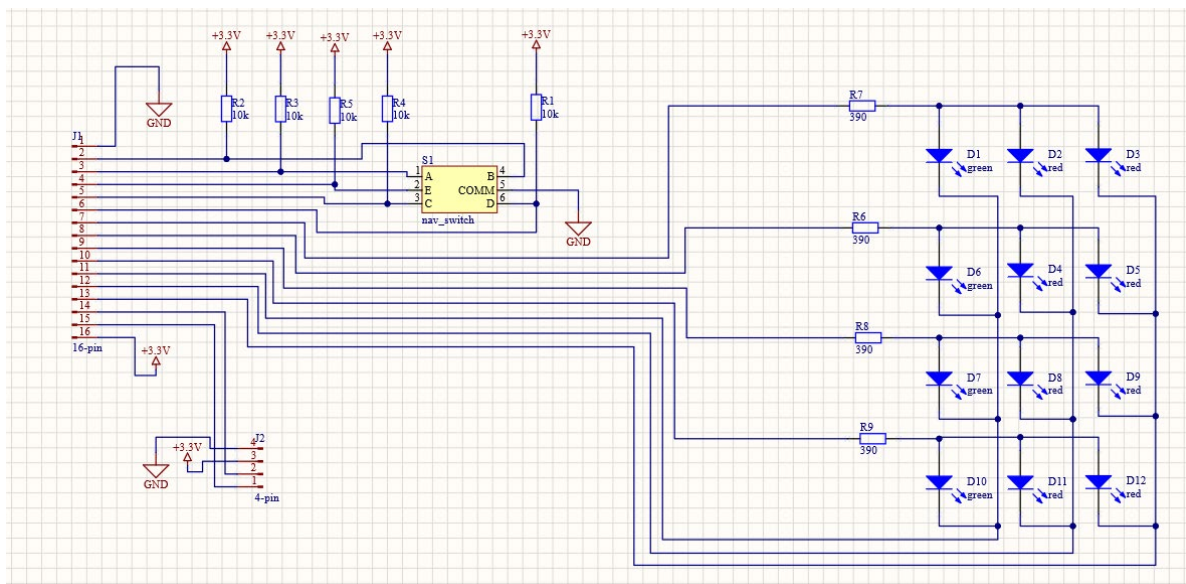 +3.3V
+3.3V
+3.3V
+3.3V
+3.3V
R2
10k
R3
10k
R5
10k
R4
10k
R1
10k
GND
J1
1
2
3
4
5
6
7
8
9
10
11
12
13
14
15
16
16-pin
+3.3V
S1
1 A B 4
2 E COMM 5
3 C D 6
nav_switch
GND
R7
390
D1
green
D2
red
D3
red
R6
390
D6
green
D4
red
D5
red
R8
390
D7
green
D8
red
D9
red
R9
390
D10
green
D11
red
D12
red
J2
4
3
2
1
4-pin
+3.3V
GND